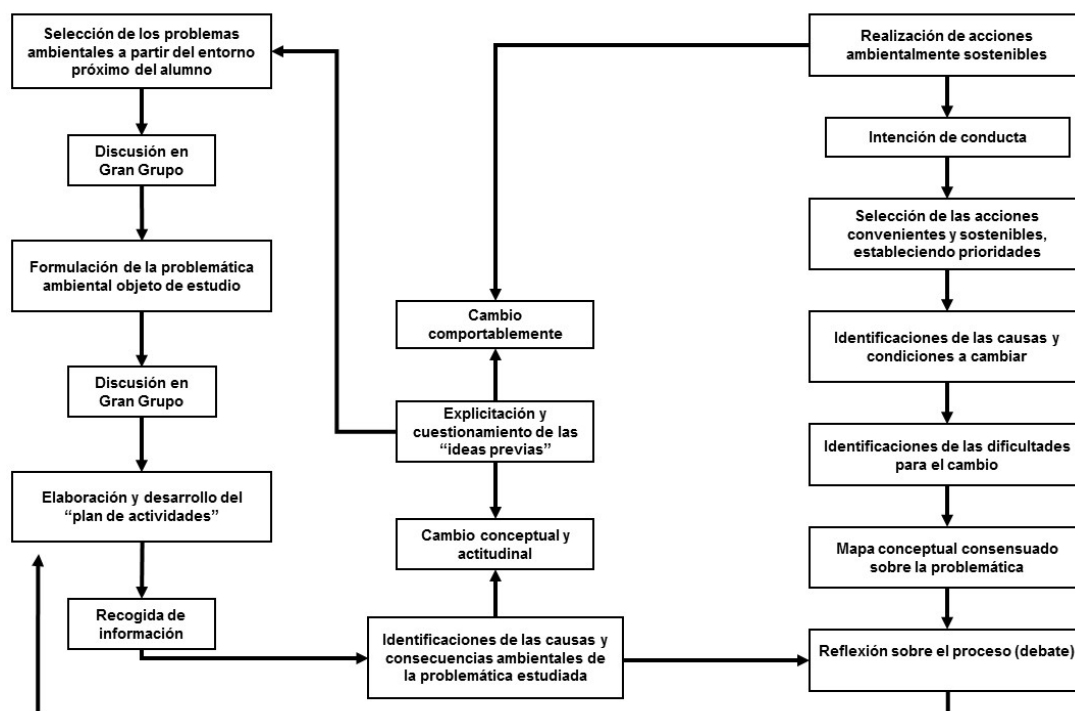 Selección de los problemas
ambientales a partir del entorno
próximo del alumno
Discusión en
Gran Grupo
Formulación de la problemática
ambiental objeto de estudio
Discusión en
Gran Grupo
Elaboración y desarrollo del
“plan de actividades”
Recogida de
información
Cambio
comportablemente
Explicitación y
cuestionamiento de las
“ideas previas”
Cambio conceptual y
actitudinal
Identificaciones de las causas y
consecuencias ambientales de
la problemática estudiada
Realización de acciones
ambientalmente sostenibles
Intención de conducta
Selección de las acciones
convenientes y sostenibles,
estableciendo prioridades
Identificaciones de las causas y
condiciones a cambiar
Identificaciones de las dificultades
para el cambio
Mapa conceptual consensuado
sobre la problemática
Reflexión sobre el proceso (debate)